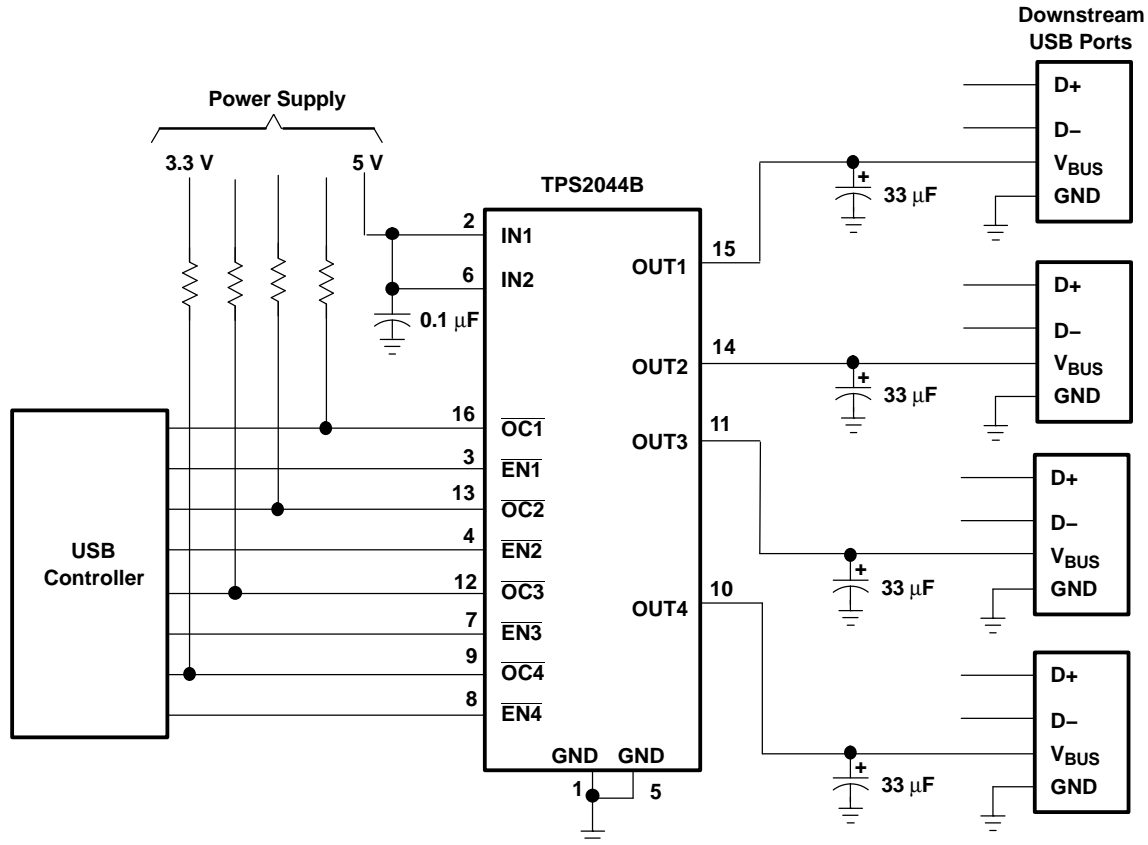 Downstream
USB Ports
Power Supply
3.3 V
5 V
TPS2044B
2
IN1
6
IN2
0.1 μF
16
OC1
3
EN1
13
OC2
4
EN2
12
OC3
7
EN3
9
OC4
8
EN4
USB
Controller
GND GND
1
5
OUT1
15
OUT2
14
OUT3
11
OUT4
10
33 μF
D+
D−
VBUS
GND
33 μF
D+
D−
VBUS
GND
33 μF
D+
D−
VBUS
GND
33 μF
D+
D−
VBUS
GND